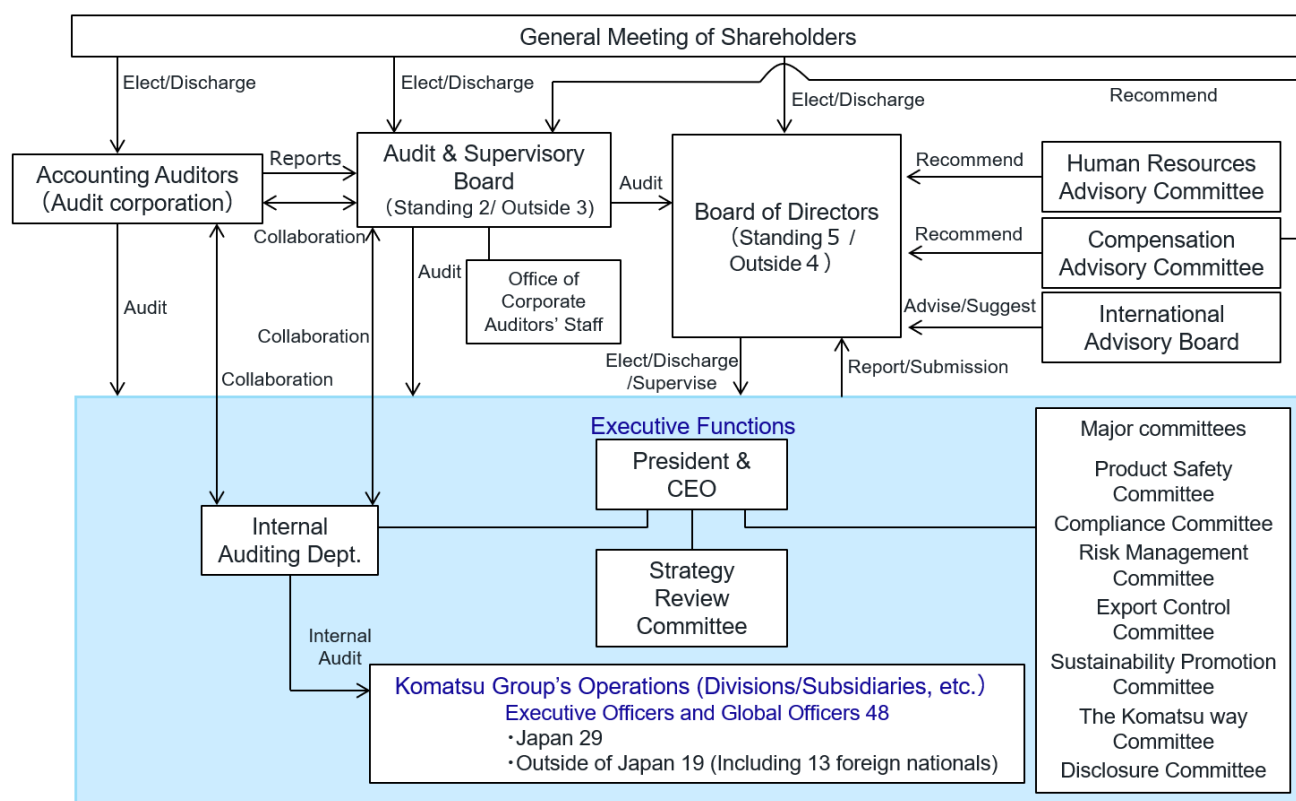 General Meeting of Shareholders
Elect/Discharge
Elect/Discharge
Elect/Discharge
Recommend
Accounting Auditors
（Audit corporation）
Reports
Collaboration
Audit & Supervisory
Board
(Standing 2/ Outside 3)
Audit
Board of Directors
（Standing 5 /
Outside 4 ）
Recommend
Human Resources
Advisory Committee
Recommend
Compensation
Advisory Committee
Advise/Suggest
International
Advisory Board
Audit
Collaboration
Collaboration
Audit
Office of
Corporate
Auditors' Staff
Elect/Discharge
/Supervise
Report/Submission
Executive Functions
President &
CEO
Internal
Auditing Dept.
Strategy
Review
Committee
Internal
Audit
Komatsu Group's Operations (Divisions/Subsidiaries, etc.）
Executive Officers and Global Officers 48
・Japan 29
・Outside of Japan 19 (Including 13 foreign nationals)
Major committees
Product Safety
Committee
Compliance Committee
Risk Management
Committee
Export Control
Committee
Sustainability Promotion
Committee
The Komatsu way
Committee
Disclosure Committee